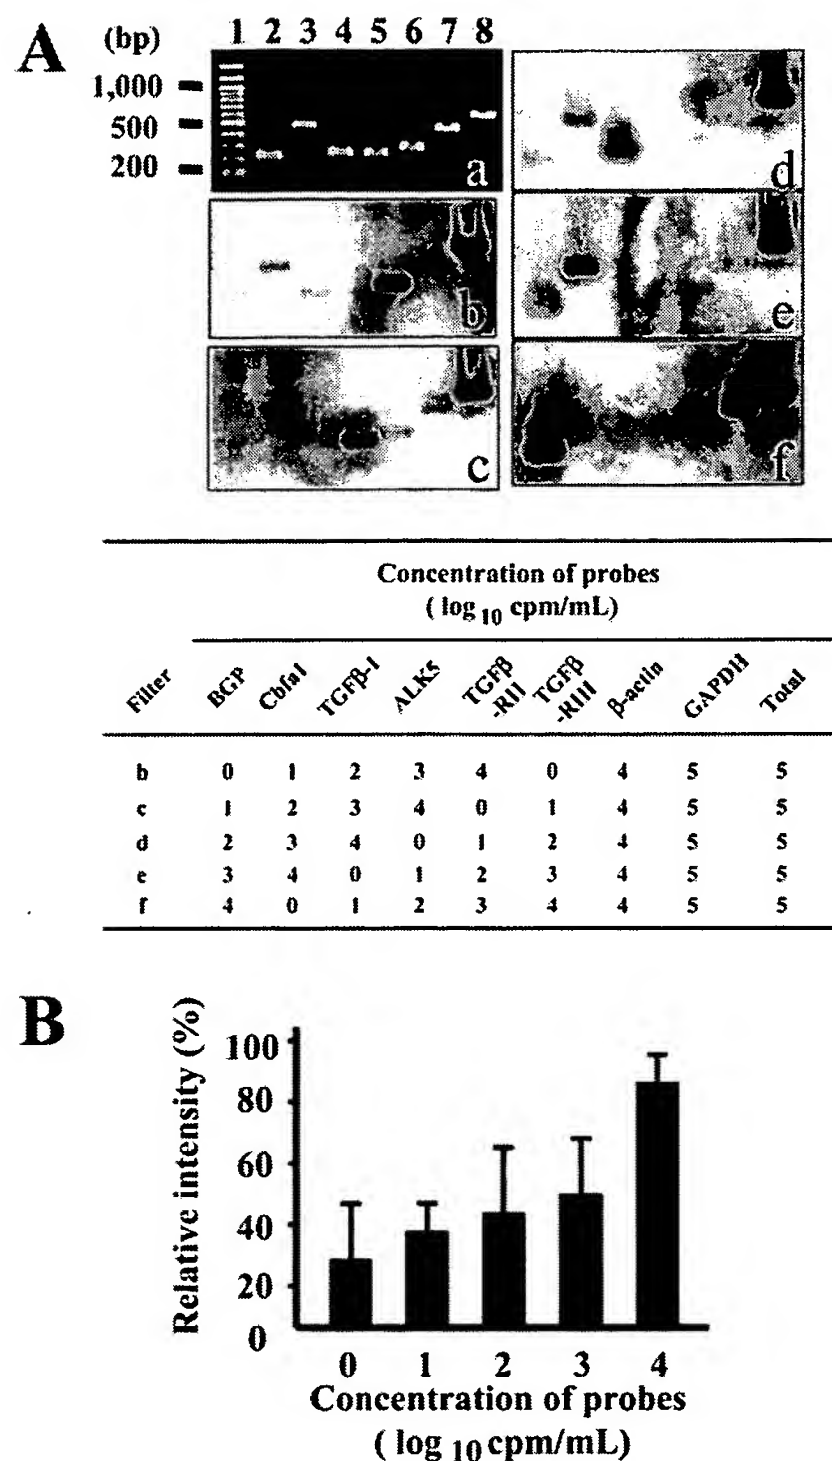 A
(bp) 1 2 3 4 5 6 7 8
1,000
500
200
a
d
b
e
c
f
Concentration of probes
( log 10 cpm/mL)
Filter BGP Cbfa1 TGFβ-1 ALK5 TGFβ -RII TGFβ -RIII β-actin GAPDH Total
b 0 1 2 3 4 0 4 5 5
c 1 2 3 4 0 1 4 5 5
d 2 3 4 0 1 2 4 5 5
e 3 4 0 1 2 3 4 5 5
f 4 0 1 2 3 4 4 5 5
B
Relative intensity (%)
100
80
60
40
20
0
0 1 2 3 4
Concentration of probes
( log 10 cpm/mL)